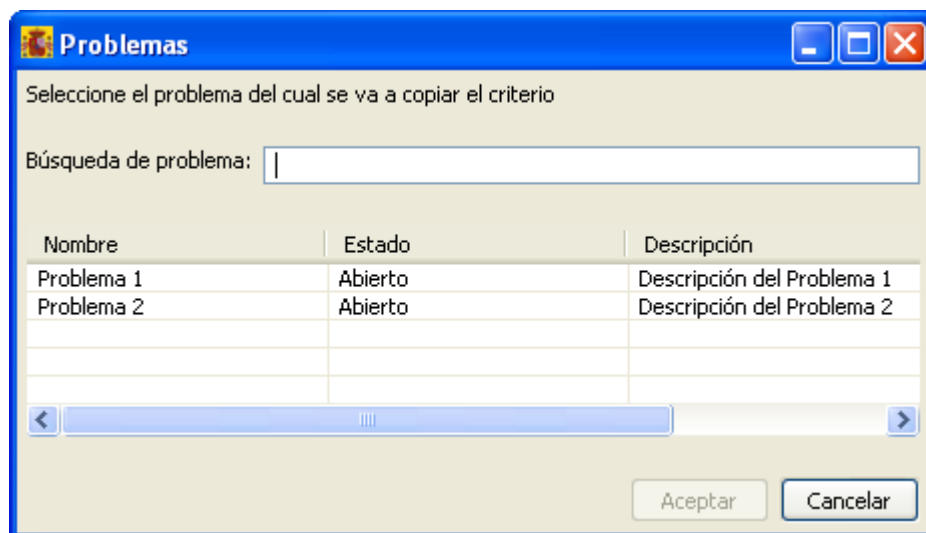 Problemas
Seleccione el problema del cual se va a copiar el criterio
Búsqueda de problema:
Nombre Estado Descripción
Problema 1 Abierto Descripción del Problema 1
Problema 2 Abierto Descripción del Problema 2
Aceptar Cancelar